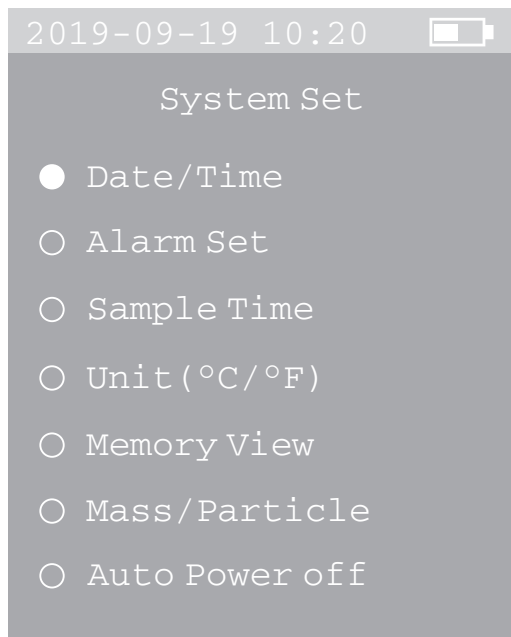 2019-09-19 10:20
System Set
Date/Time
Alarm Set
Sample Time
Unit(°C/°F)
Memory View
Mass/Particle
Auto Power off